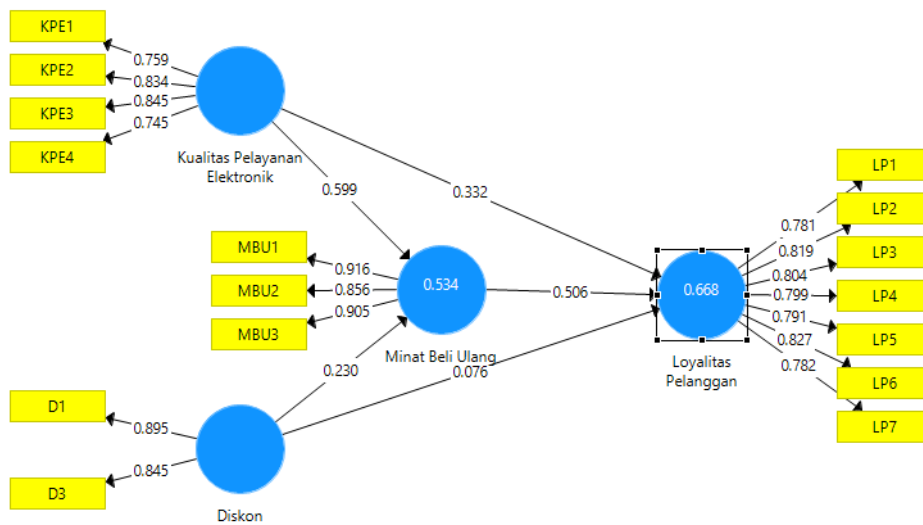 KPE1
KPE2
KPE3
KPE4
0.759
0.834
0.845
0.745
Kualitas Pelayanan
Elektronik
0.599
0.332
MBU1
MBU2
MBU3
0.916
0.856
0.905
0.534
Minat Beli Ulang
0.506
0.230
0.076
D1
D3
0.895
0.845
Diskon
0.668
Loyalitas
Pelanggan
0.781
0.819
0.804
0.799
0.791
0.827
0.782
LP1
LP2
LP3
LP4
LP5
LP6
LP7